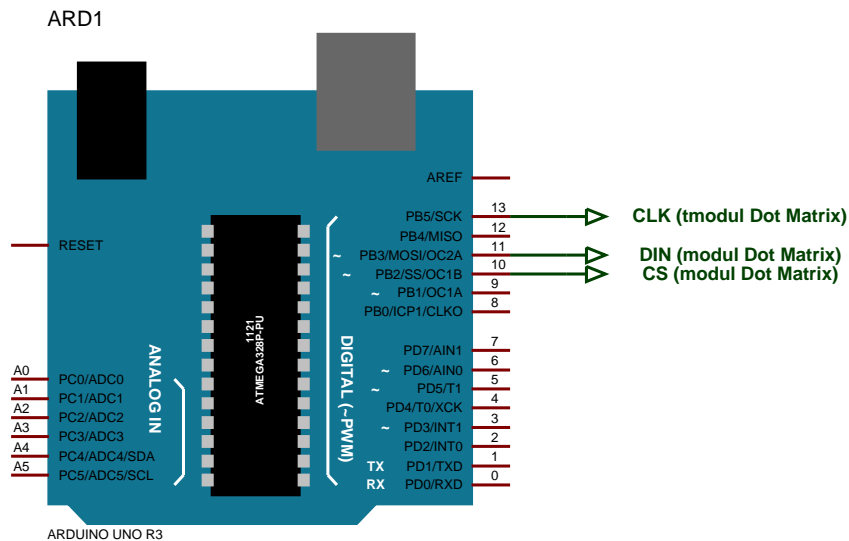 ARD1
AREF
PB5/SCK 13 CLK (tmodul Dot Matrix)
PB4/MISO 12
RESET
~ PB3/MOSI/OC2A 11 DIN (modul Dot Matrix)
~ PB2/SS/OC1B 10 CS (modul Dot Matrix)
~ PB1/OC1A 9
PB0/ICP1/CLKO 8
1121
ATMEGA328P-PU
DIGITAL (~PWM)
ANALOG IN
PD7/AIN1 7
~ PD6/AIN0 6
~ PD5/T1 5
PD4/T0/XCK 4
~ PD3/INT1 3
PD2/INT0 2
TX PD1/TXD 1
RX PD0/RXD 0
A0 PC0/ADC0
A1 PC1/ADC1
A2 PC2/ADC2
A3 PC3/ADC3
A4 PC4/ADC4/SDA
A5 PC5/ADC5/SCL
ARDUINO UNO R3